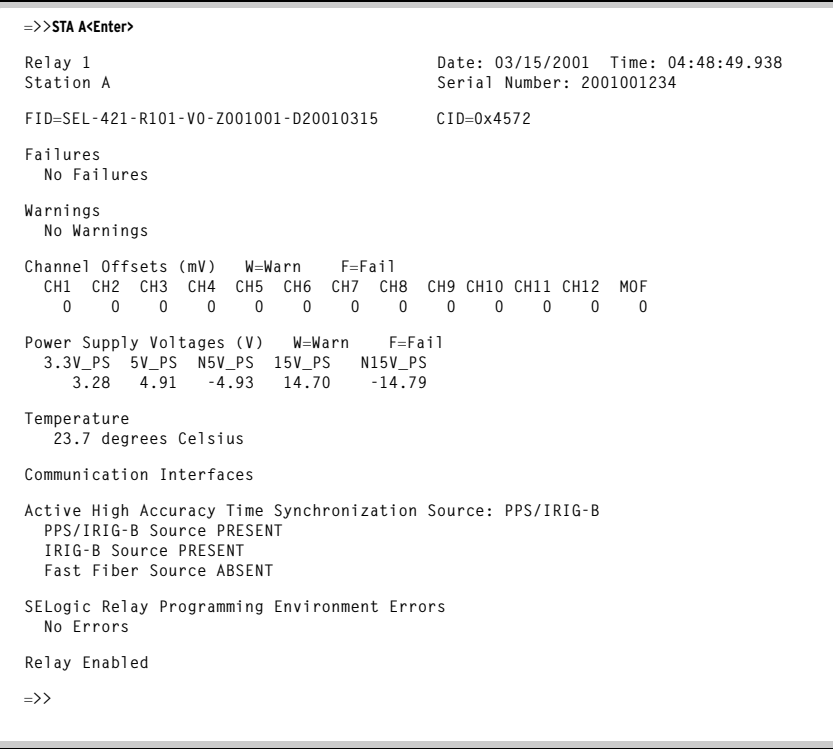 =>>STA A<Enter>
Relay 1 Date: 03/15/2001 Time: 04:48:49.938
Station A Serial Number: 2001001234
FID=SEL-421-R101-V0-Z001001-D20010315 CID=0x4572
Failures
No Failures
Warnings
No Warnings
Channel Offsets (mV) W=Warn F=Fail
CH1 CH2 CH3 CH4 CH5 CH6 CH7 CH8 CH9 CH10 CH11 CH12 MOF
0 0 0 0 0 0 0 0 0 0 0 0 0
Power Supply Voltages (V) W=Warn F=Fail
3.3V_PS 5V_PS N5V_PS 15V_PS N15V_PS
3.28 4.91 -4.93 14.70 -14.79
Temperature
23.7 degrees Celsius
Communication Interfaces
Active High Accuracy Time Synchronization Source: PPS/IRIG-B
PPS/IRIG-B Source PRESENT
IRIG-B Source PRESENT
Fast Fiber Source ABSENT
SELogic Relay Programming Environment Errors
No Errors
Relay Enabled
=>>